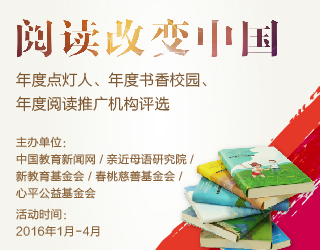 阅读改变中国
年度点灯人、年度书香校园、
年度阅读推广机构评选
主办单位：
中国教育新闻网 / 亲近母语研究院 /
新教育基金会 / 春桃慈善基金会 /
心平公益基金会
活动时间：
2016年1月-4月